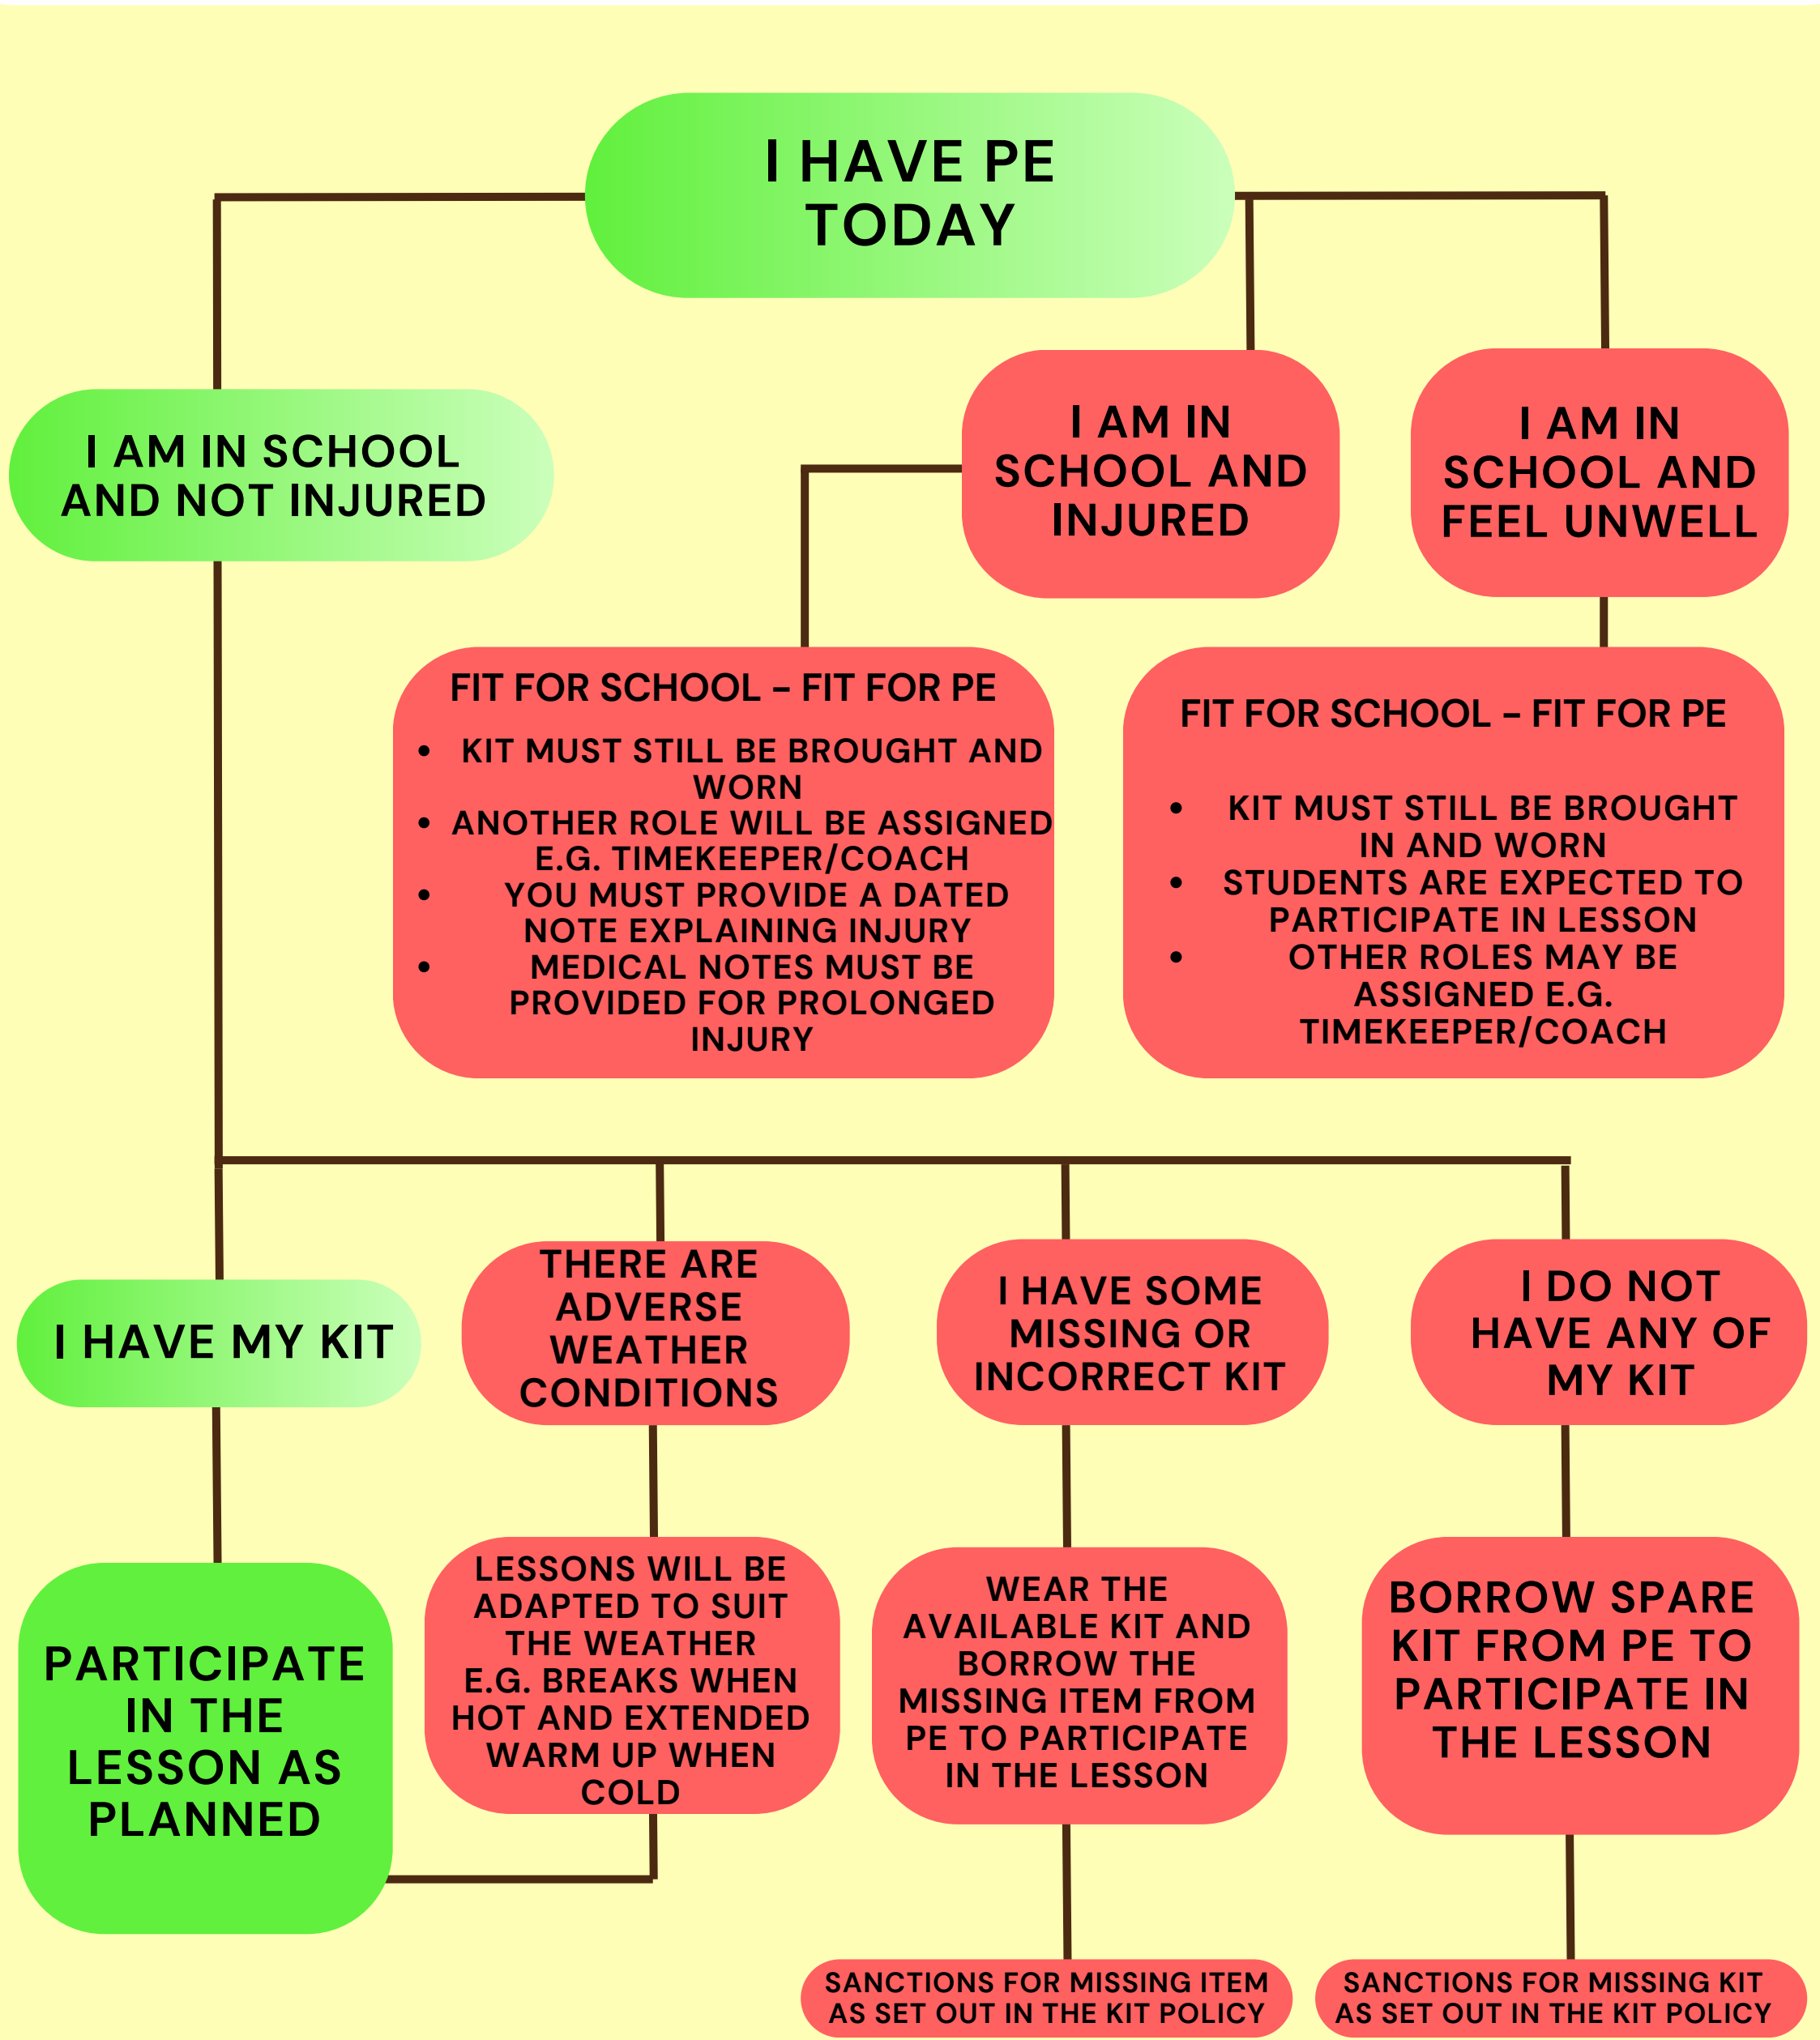 I HAVE PE
TODAY
I AM IN SCHOOL
AND NOT INJURED
I AM IN
SCHOOL AND
INJURED
I AM IN
SCHOOL AND
FEEL UNWELL
FIT FOR SCHOOL – FIT FOR PE
• KIT MUST STILL BE BROUGHT AND
WORN
• ANOTHER ROLE WILL BE ASSIGNED
E.G. TIMEKEEPER/COACH
• YOU MUST PROVIDE A DATED
NOTE EXPLAINING INJURY
• MEDICAL NOTES MUST BE
PROVIDED FOR PROLONGED
INJURY
FIT FOR SCHOOL – FIT FOR PE
• KIT MUST STILL BE BROUGHT
IN AND WORN
• STUDENTS ARE EXPECTED TO
PARTICIPATE IN LESSON
• OTHER ROLES MAY BE
ASSIGNED E.G.
TIMEKEEPER/COACH
I HAVE MY KIT
THERE ARE
ADVERSE
WEATHER
CONDITIONS
I HAVE SOME
MISSING OR
INCORRECT KIT
I DO NOT
HAVE ANY OF
MY KIT
PARTICIPATE
IN THE
LESSON AS
PLANNED
LESSONS WILL BE
ADAPTED TO SUIT
THE WEATHER
E.G. BREAKS WHEN
HOT AND EXTENDED
WARM UP WHEN
COLD
WEAR THE
AVAILABLE KIT AND
BORROW THE
MISSING ITEM FROM
PE TO PARTICIPATE
IN THE LESSON
BORROW SPARE
KIT FROM PE TO
PARTICIPATE IN
THE LESSON
SANCTIONS FOR MISSING ITEM
AS SET OUT IN THE KIT POLICY
SANCTIONS FOR MISSING KIT
AS SET OUT IN THE KIT POLICY